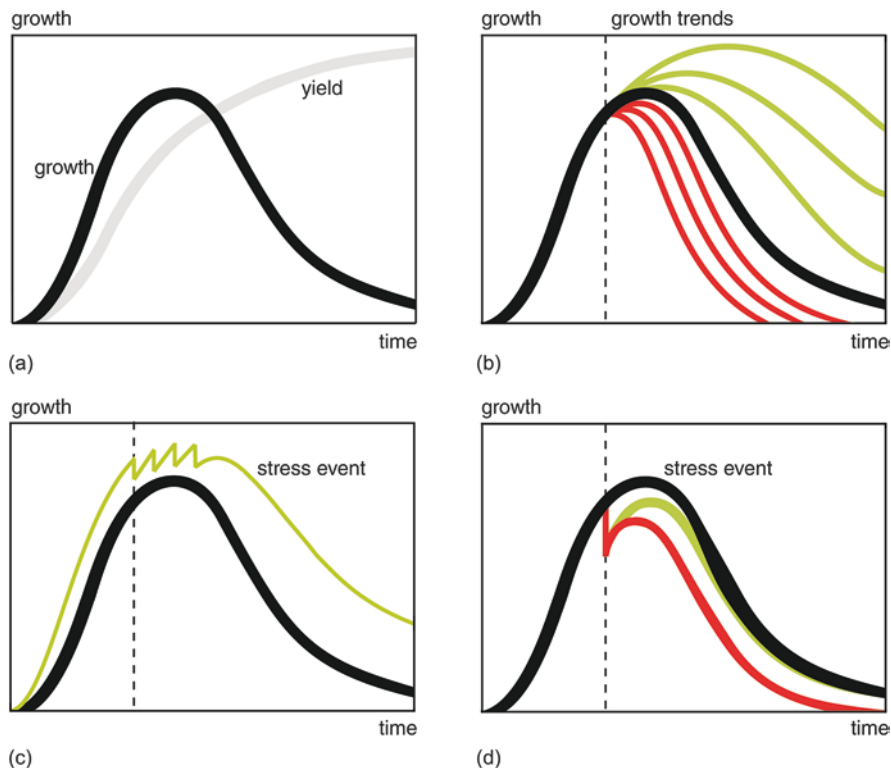 growth
yield
growth
time
(a)
growth growth trends
time
(b)
growth
stress event
time
(c)
growth
stress event
time
(d)